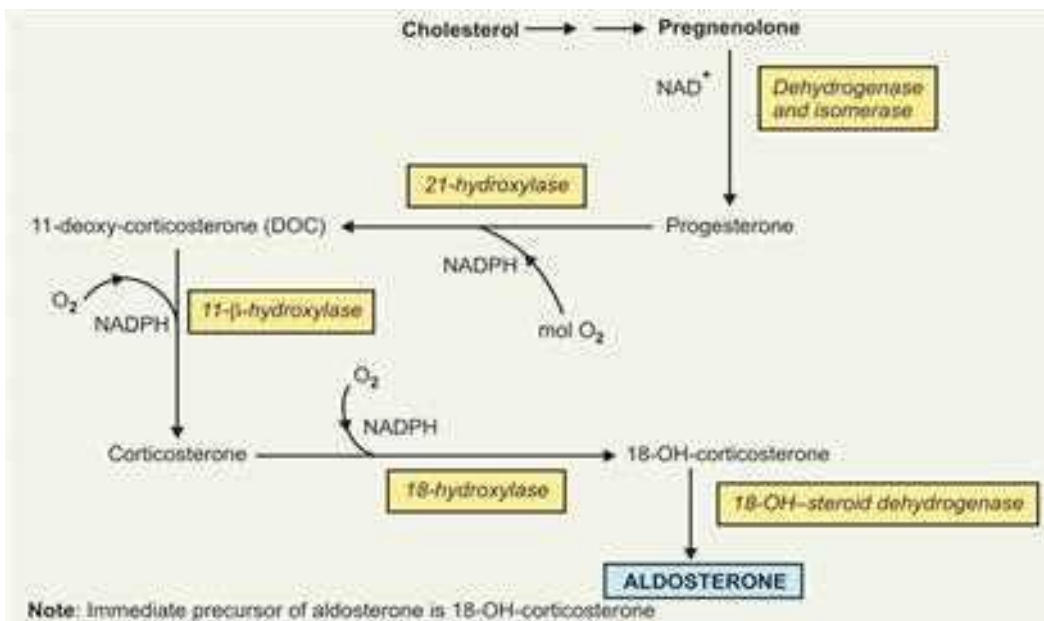 Cholesterol → → Pregnenolone
NAD⁺
Dehydrogenase
and isomerase
21-hydroxylase
11-deoxy-corticosterone (DOC)
Progesterone
NADPH
mol O₂
O₂
NADPH
11-β-hydroxylase
O₂
NADPH
Corticosterone
18-OH-corticosterone
18-hydroxylase
18-OH–steroid dehydrogenase
ALDOSTERONE
Note: Immediate precursor of aldosterone is 18-OH-corticosterone